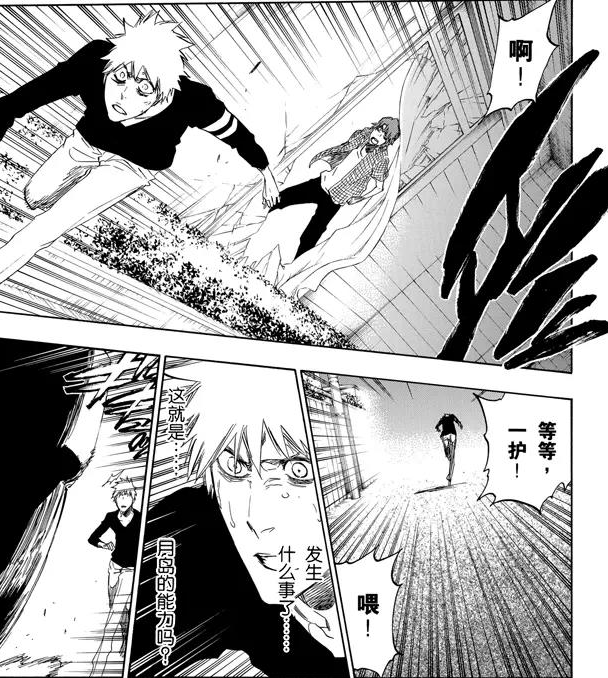 啊！
等等，
一护！
喂！
发生
什么事了……
这就是……
月岛的能力吗？